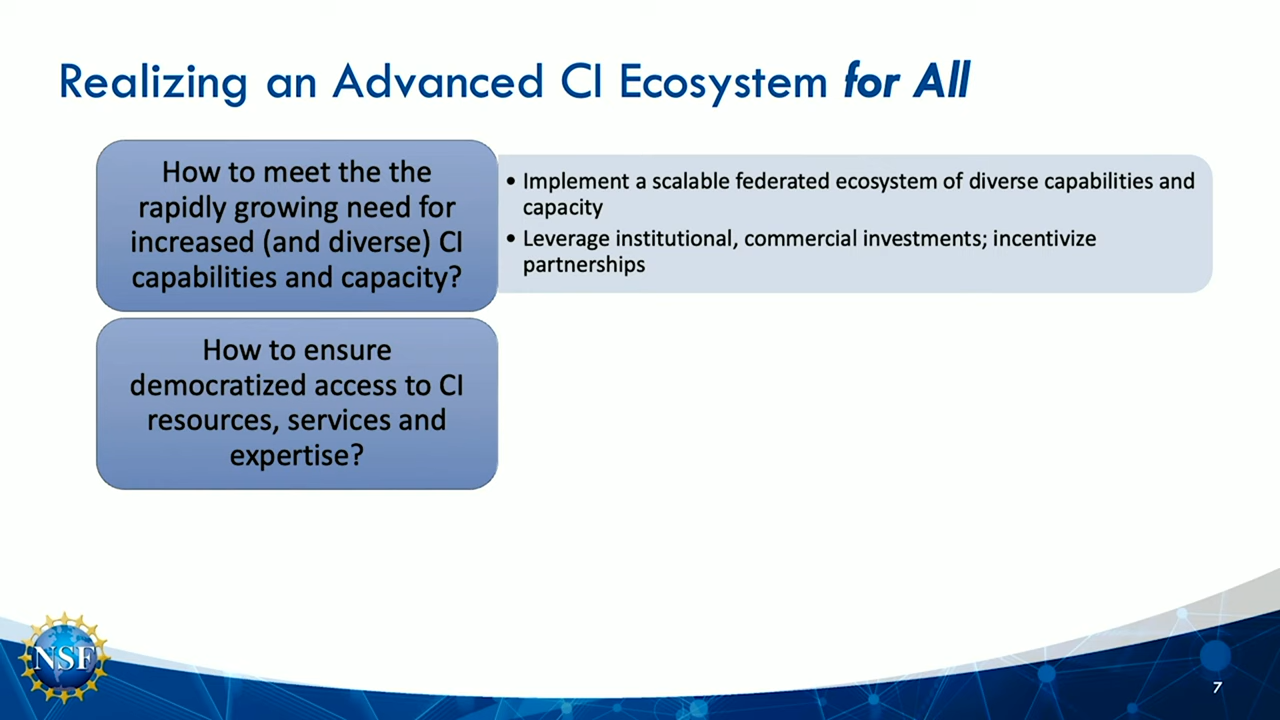 Realizing an Advanced CI Ecosystem for All
How to meet the the
rapidly growing need for
increased (and diverse) CI
capabilities and capacity?
• Implement a scalable federated ecosystem of diverse capabilities and
capacity
• Leverage institutional, commercial investments; incentivize
partnerships
How to ensure
democratized access to CI
resources, services and
expertise?
NSF
7